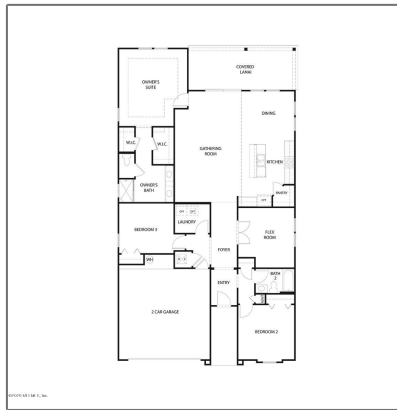 COVERED
LANAI
OWNER'S
SUITE
DINING
W.I.C.
W.I.C.
GATHERING
ROOM
KITCHEN
OWNER'S
BATH
PANTRY
LAUNDRY
BEDROOM 3
FLEX
ROOM
FOYER
WH
BATH
2
ENTRY
2 CAR GARAGE
BEDROOM 2